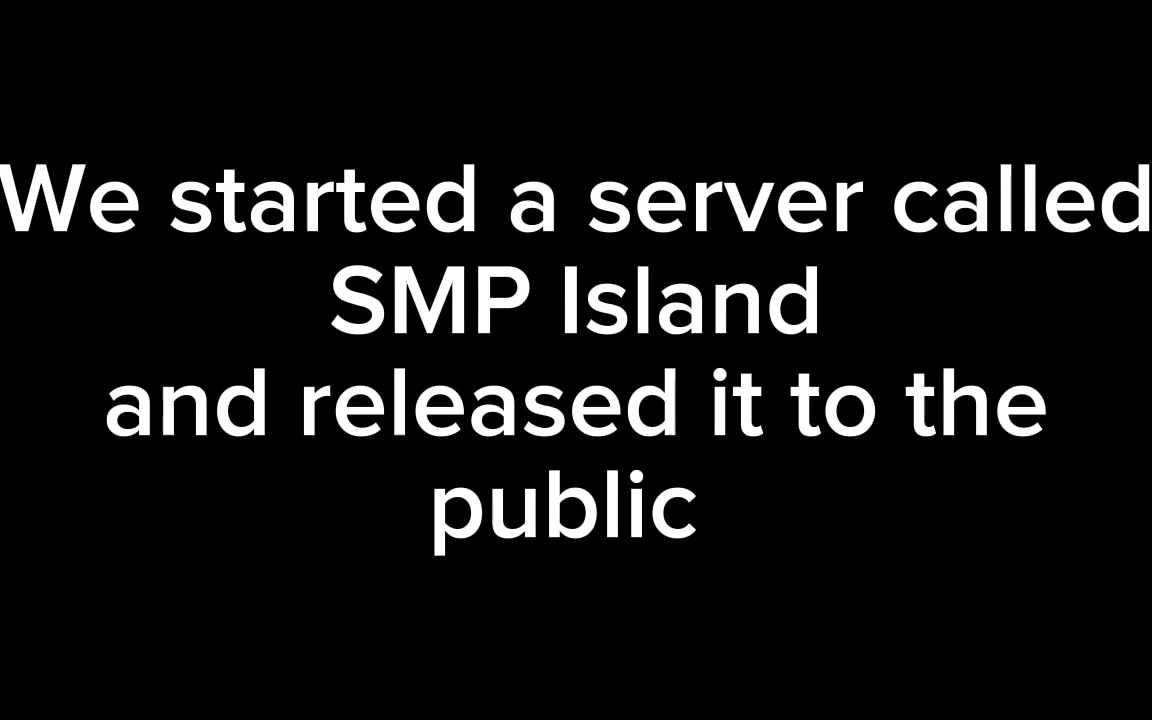 We started a server called
SMP Island
and released it to the
public